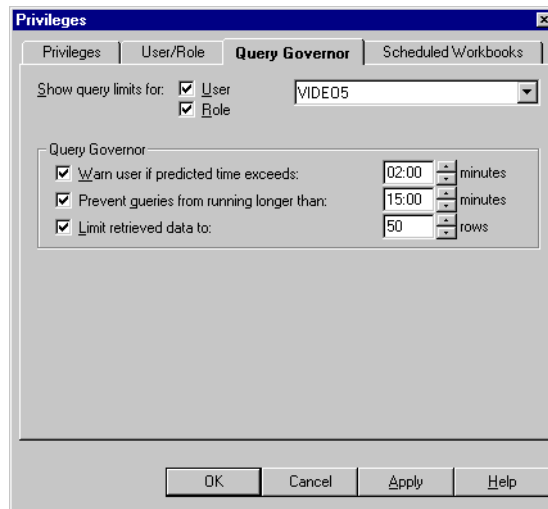 Privileges
Privileges User/Role Query Governor Scheduled Workbooks
Show query limits for: User VIDEO5
Role
Query Governor
Warn user if predicted time exceeds: 02:00 minutes
Prevent queries from running longer than: 15:00 minutes
Limit retrieved data to: 50 rows
OK Cancel Apply Help